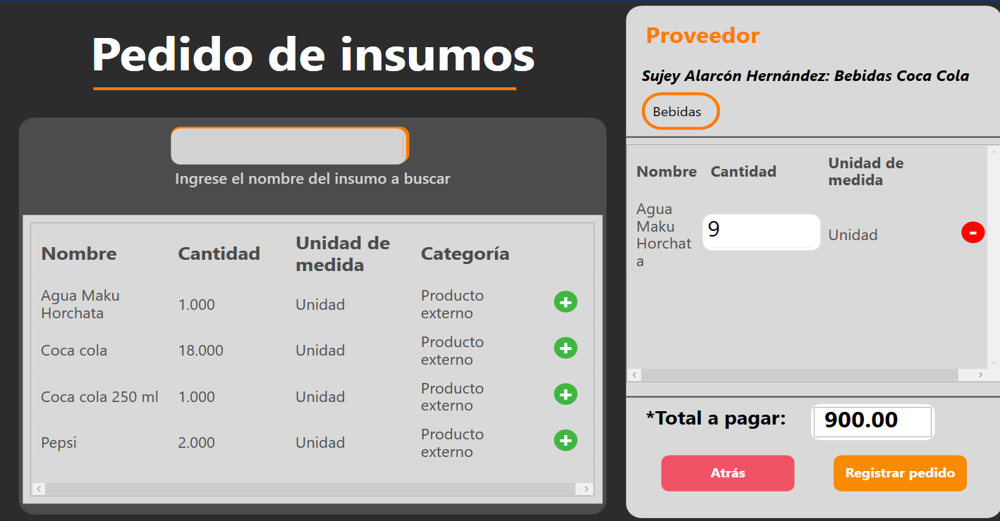 Pedido de insumos
Ingrese el nombre del insumo a buscar
Nombre Cantidad Unidad de medida Categoría
Agua Maku Horchata 1.000 Unidad Producto externo
Coca cola 18.000 Unidad Producto externo
Coca cola 250 ml 1.000 Unidad Producto externo
Pepsi 2.000 Unidad Producto externo
Proveedor
Sujey Alarcón Hernández: Bebidas Coca Cola
Bebidas
Nombre Cantidad Unidad de medida
Agua Maku Horchata 9 Unidad -
*Total a pagar: 900.00
Atrás Registrar pedido